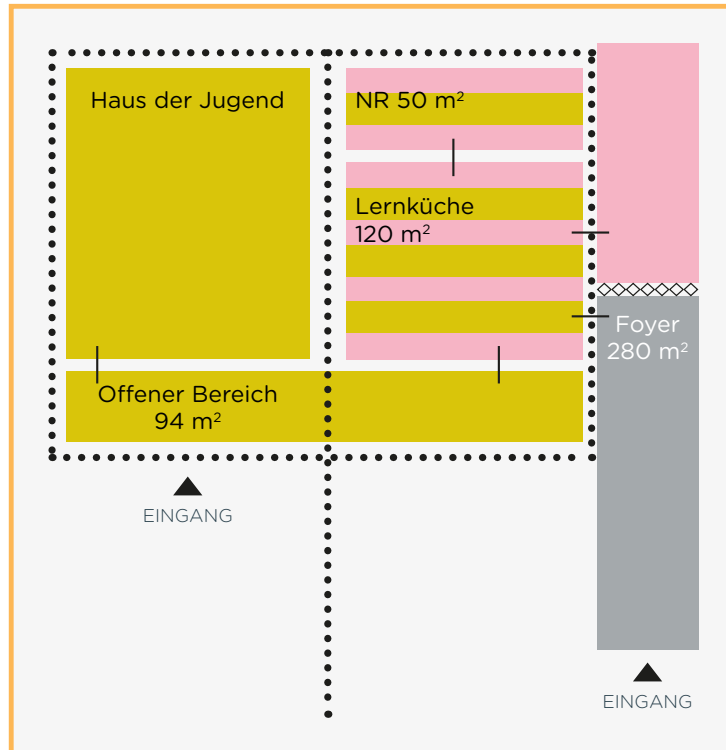 Haus der Jugend
NR 50 m²
Lernküche
120 m²
Foyer
280 m²
Offener Bereich
94 m²
EINGANG
EINGANG